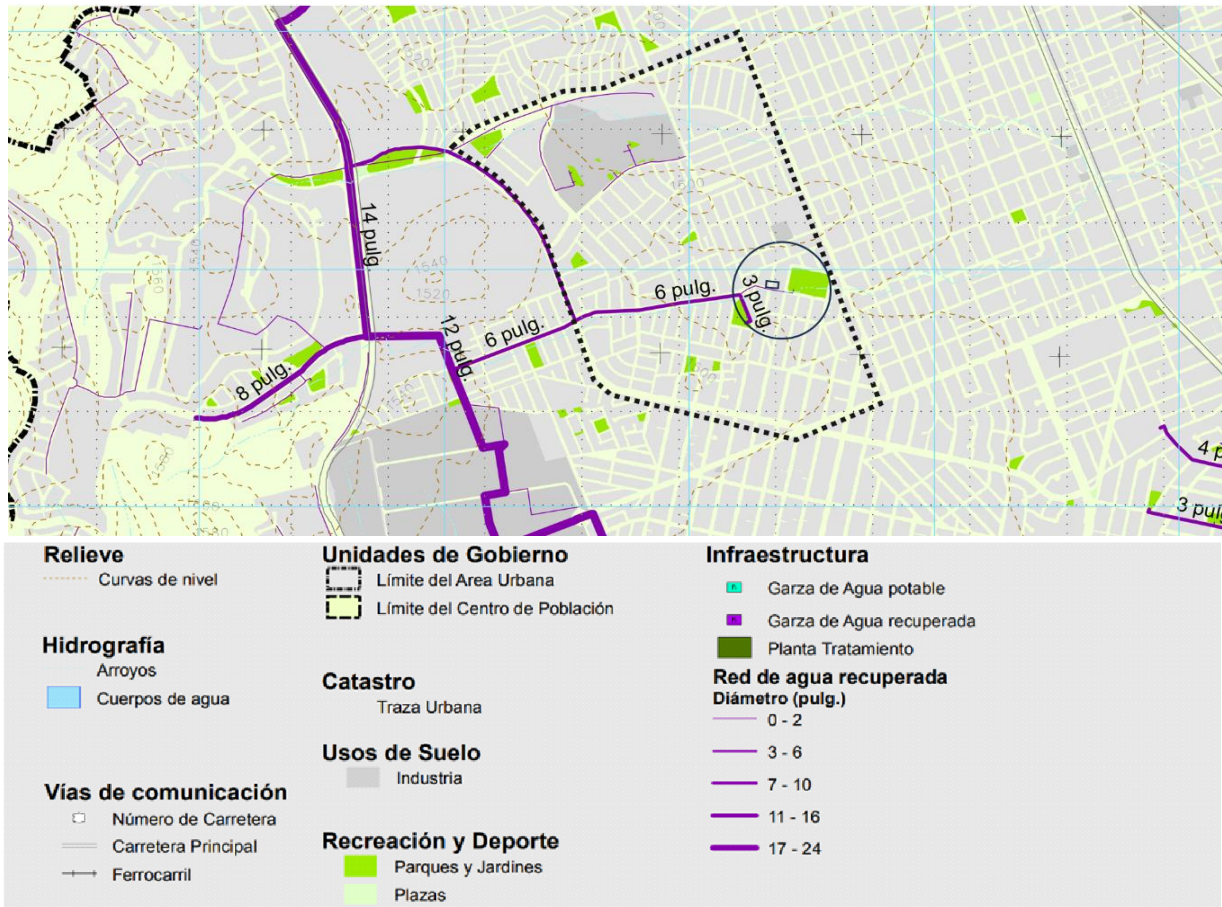 1520
1500
14 pulg.
1540
1520
6 pulg.
3 pulg.
12 pulg.
6 pulg.
8 pulg.
4 p
3 pulg
Relieve
Curvas de nivel
Hidrografía
Arroyos
Cuerpos de agua
Vías de comunicación
Número de Carretera
Carretera Principal
Ferrocarril
Unidades de Gobierno
Límite del Area Urbana
Límite del Centro de Población
Catastro
Traza Urbana
Usos de Suelo
Industria
Recreación y Deporte
Parques y Jardines
Plazas
Infraestructura
Garza de Agua potable
Garza de Agua recuperada
Planta Tratamiento
Red de agua recuperada
Diámetro (pulg.)
0 - 2
3 - 6
7 - 10
11 - 16
17 - 24